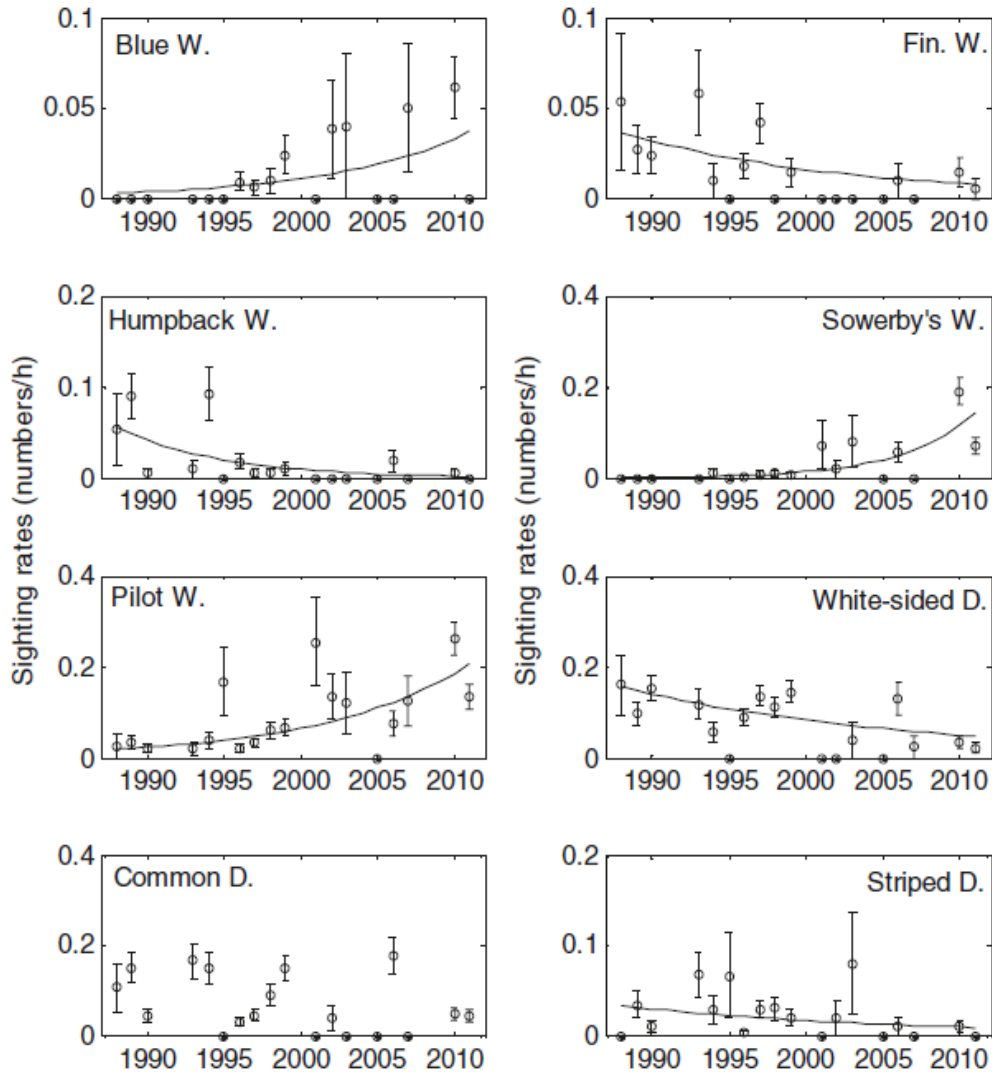 Sighting rates (numbers/h)
Sighting rates (numbers/h)
Blue W.
0.1
0.05
0
1990 1995 2000 2005 2010
Fin. W.
0.1
0.05
0
1990 1995 2000 2005 2010
Humpback W.
0.2
0.1
0
1990 1995 2000 2005 2010
Sowerby's W.
0.4
0.2
0
1990 1995 2000 2005 2010
Pilot W.
0.4
0.2
0
1990 1995 2000 2005 2010
White-sided D.
0.4
0.2
0
1990 1995 2000 2005 2010
Common D.
0.4
0.2
0
1990 1995 2000 2005 2010
Striped D.
0.2
0.1
0
1990 1995 2000 2005 2010